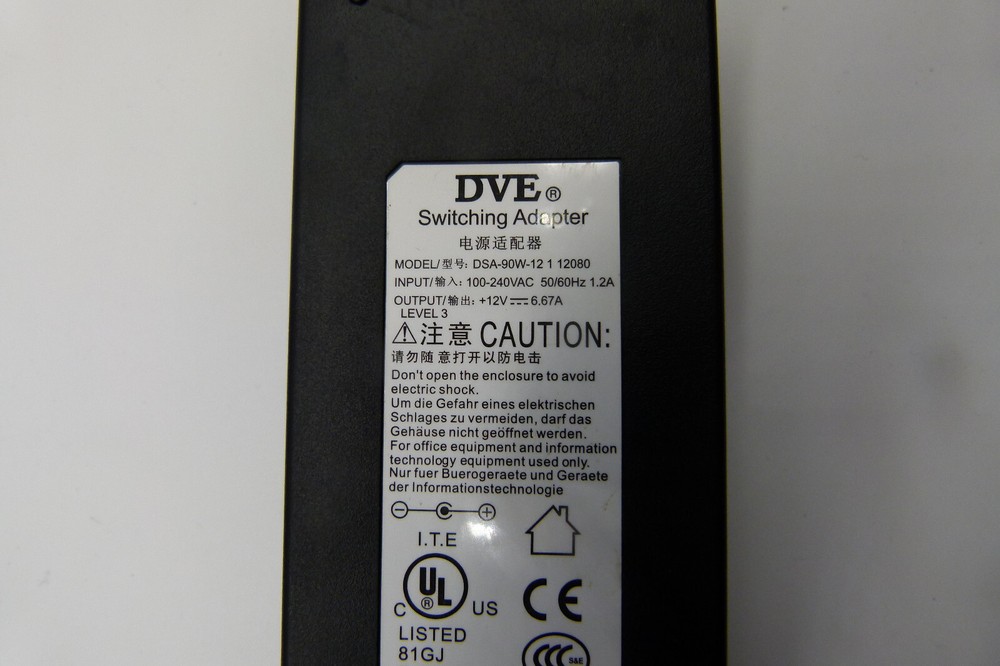 DVE®
Switching Adapter
电源适配器
MODEL/型号: DSA-90W-12 1 12080
INPUT/输入: 100-240VAC 50/60Hz 1.2A
OUTPUT/输出: +12V⎓6.67A
LEVEL 3
⚠注意 CAUTION:
请勿随意打开以防电击
Don't open the enclosure to avoid
electric shock.
Um die Gefahr eines elektrischen
Schlages zu vermeiden, darf das
Gehäuse nicht geöffnet werden.
For office equipment and information
technology equipment used only.
Nur fuer Buerogeraete und Geraete
der Informationstechnologie
I.T.E
C UL® US
CE
LISTED
81GJ
CCC S&E